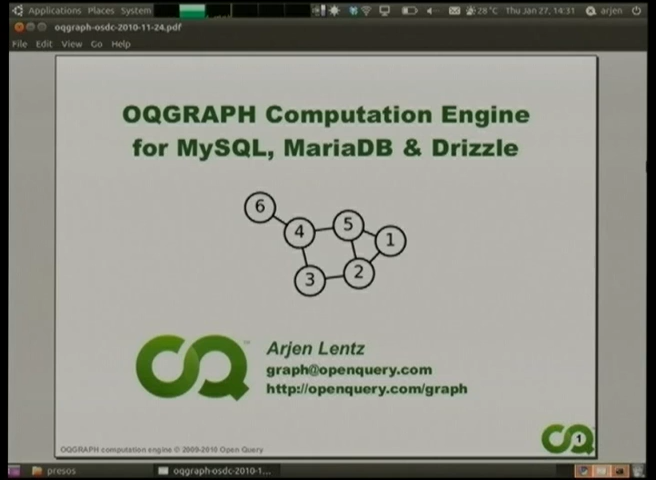 Applications Places System
28 °C Thu Jan 27, 14:31 arjen
oqgraph-osdc-2010-11-24.pdf
File Edit View Go Help
OQGRAPH Computation Engine
for MySQL, MariaDB & Drizzle
6
4
5
1
3
2
Arjen Lentz
graph@openquery.com
http://openquery.com/graph
OQGRAPH computation engine © 2009-2010 Open Query
1
presos
oqgraph-osdc-2010-1...